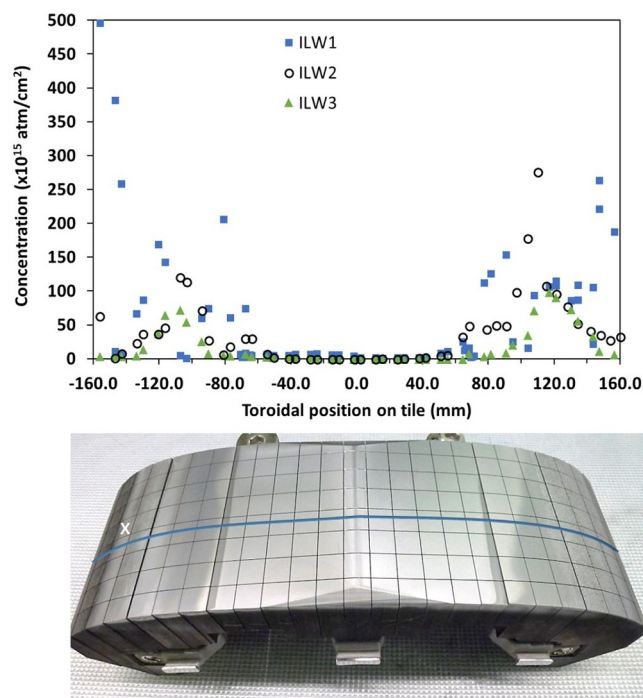 500
450
400
350
300
250
200
150
100
50
0
Concentration (x10¹⁵ atm/cm²)
ILW1
ILW2
ILW3
-160.0 -120.0 -80.0 -40.0 0.0 40.0 80.0 120.0 160.0
Toroidal position on tile (mm)
X